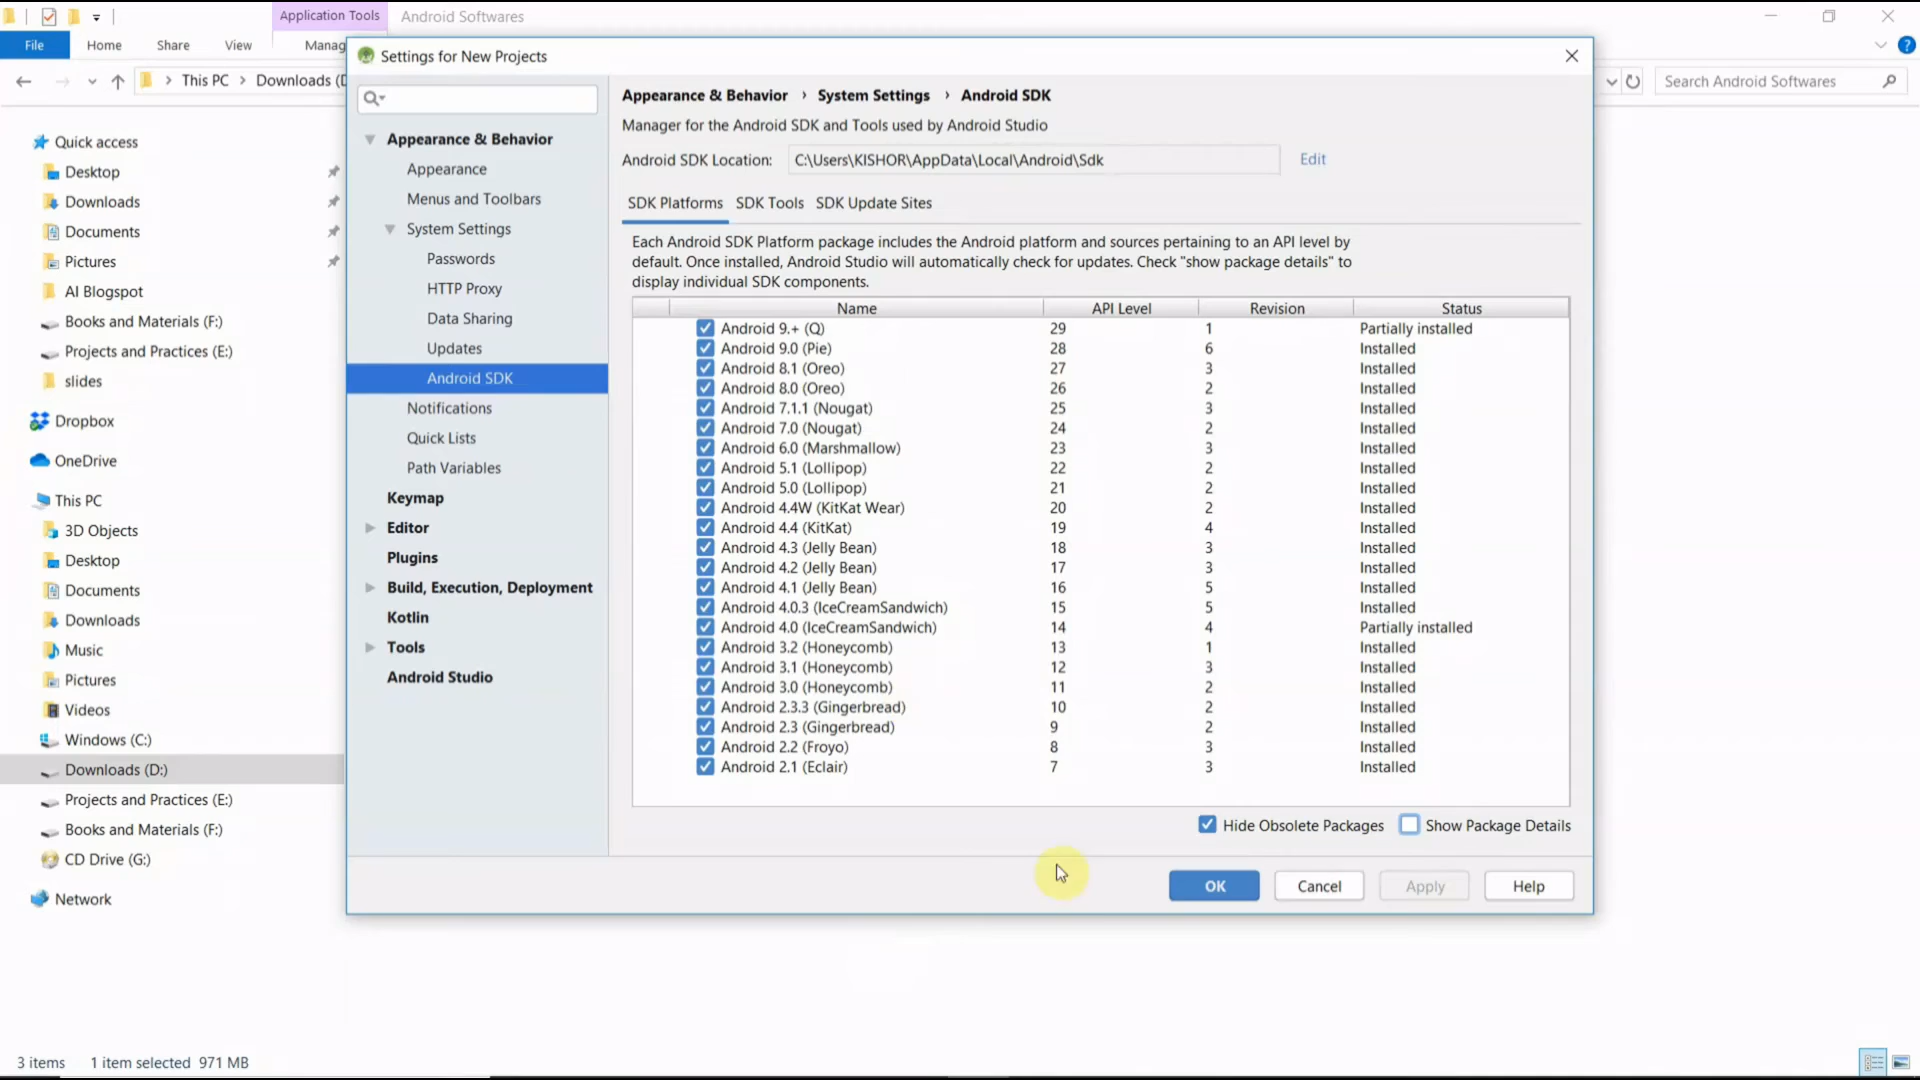 Application Tools
Android Softwares
File
Home
Share
View
Manag
This PC
Downloads (D
Search Android Softwares
Quick access
Desktop
Downloads
Documents
Pictures
AI Blogspot
Books and Materials (F:)
Projects and Practices (E:)
slides
Dropbox
OneDrive
This PC
3D Objects
Desktop
Documents
Downloads
Music
Pictures
Videos
Windows (C:)
Downloads (D:)
Projects and Practices (E:)
Books and Materials (F:)
CD Drive (G:)
Network
3 items 1 item selected 971 MB
Settings for New Projects
Appearance & Behavior
Appearance
Menus and Toolbars
System Settings
Passwords
HTTP Proxy
Data Sharing
Updates
Android SDK
Notifications
Quick Lists
Path Variables
Keymap
Editor
Plugins
Build, Execution, Deployment
Kotlin
Tools
Android Studio
Appearance & Behavior › System Settings › Android SDK
Manager for the Android SDK and Tools used by Android Studio
Android SDK Location: C:\Users\KISHOR\AppData\Local\Android\Sdk Edit
SDK Platforms SDK Tools SDK Update Sites
Each Android SDK Platform package includes the Android platform and sources pertaining to an API level by
default. Once installed, Android Studio will automatically check for updates. Check "show package details" to
display individual SDK components.
Name API Level Revision Status
Android 9.+ (Q) 29 1 Partially installed
Android 9.0 (Pie) 28 6 Installed
Android 8.1 (Oreo) 27 3 Installed
Android 8.0 (Oreo) 26 2 Installed
Android 7.1.1 (Nougat) 25 3 Installed
Android 7.0 (Nougat) 24 2 Installed
Android 6.0 (Marshmallow) 23 3 Installed
Android 5.1 (Lollipop) 22 2 Installed
Android 5.0 (Lollipop) 21 2 Installed
Android 4.4W (KitKat Wear) 20 2 Installed
Android 4.4 (KitKat) 19 4 Installed
Android 4.3 (Jelly Bean) 18 3 Installed
Android 4.2 (Jelly Bean) 17 3 Installed
Android 4.1 (Jelly Bean) 16 5 Installed
Android 4.0.3 (IceCreamSandwich) 15 5 Installed
Android 4.0 (IceCreamSandwich) 14 4 Partially installed
Android 3.2 (Honeycomb) 13 1 Installed
Android 3.1 (Honeycomb) 12 3 Installed
Android 3.0 (Honeycomb) 11 2 Installed
Android 2.3.3 (Gingerbread) 10 2 Installed
Android 2.3 (Gingerbread) 9 2 Installed
Android 2.2 (Froyo) 8 3 Installed
Android 2.1 (Eclair) 7 3 Installed
Hide Obsolete Packages Show Package Details
OK Cancel Apply Help